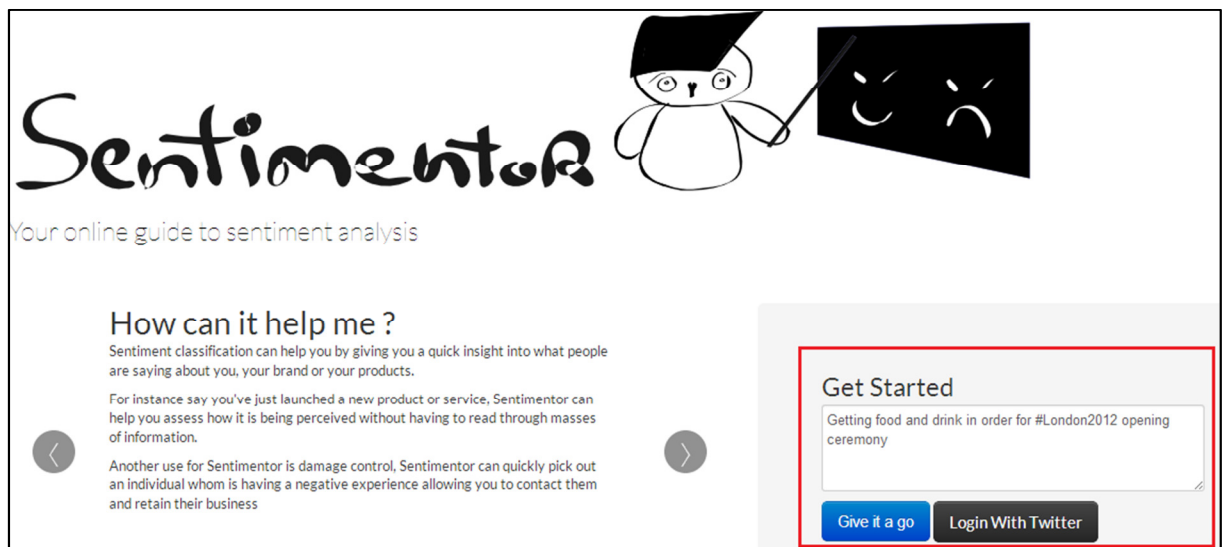 Sentimentor
Your online guide to sentiment analysis
How can it help me ?
Sentiment classification can help you by giving you a quick insight into what people
are saying about you, your brand or your products.
For instance say you've just launched a new product or service, Sentimentor can
help you assess how it is being perceived without having to read through masses
of information.
Another use for Sentimentor is damage control, Sentimentor can quickly pick out
an individual whom is having a negative experience allowing you to contact them
and retain their business
Get Started
Getting food and drink in order for #London2012 opening
ceremony
Give it a go
Login With Twitter